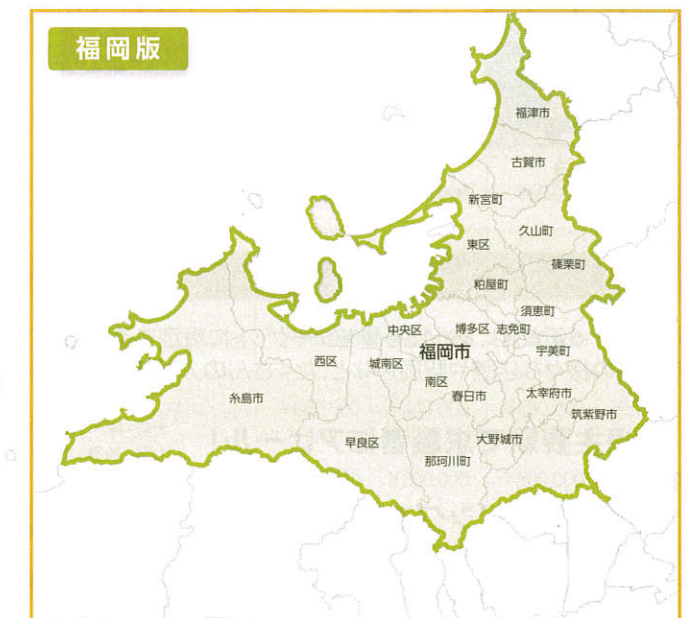 福岡版
福津市
古賀市
新宮町
久山町
東区
篠栗町
粕屋町
須恵町
中央区
博多区
志免町
福岡市
宇美町
西区
城南区
南区
春日市
太宰府市
糸島市
筑紫野市
早良区
大野城市
那珂川町